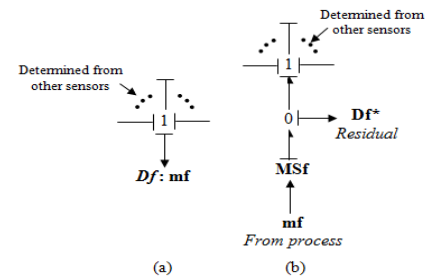 Determined from
other sensors
1
Df: mf
(a)
Determined from
other sensors
1
0
Df*
Residual
MSf
mf
From process
(b)